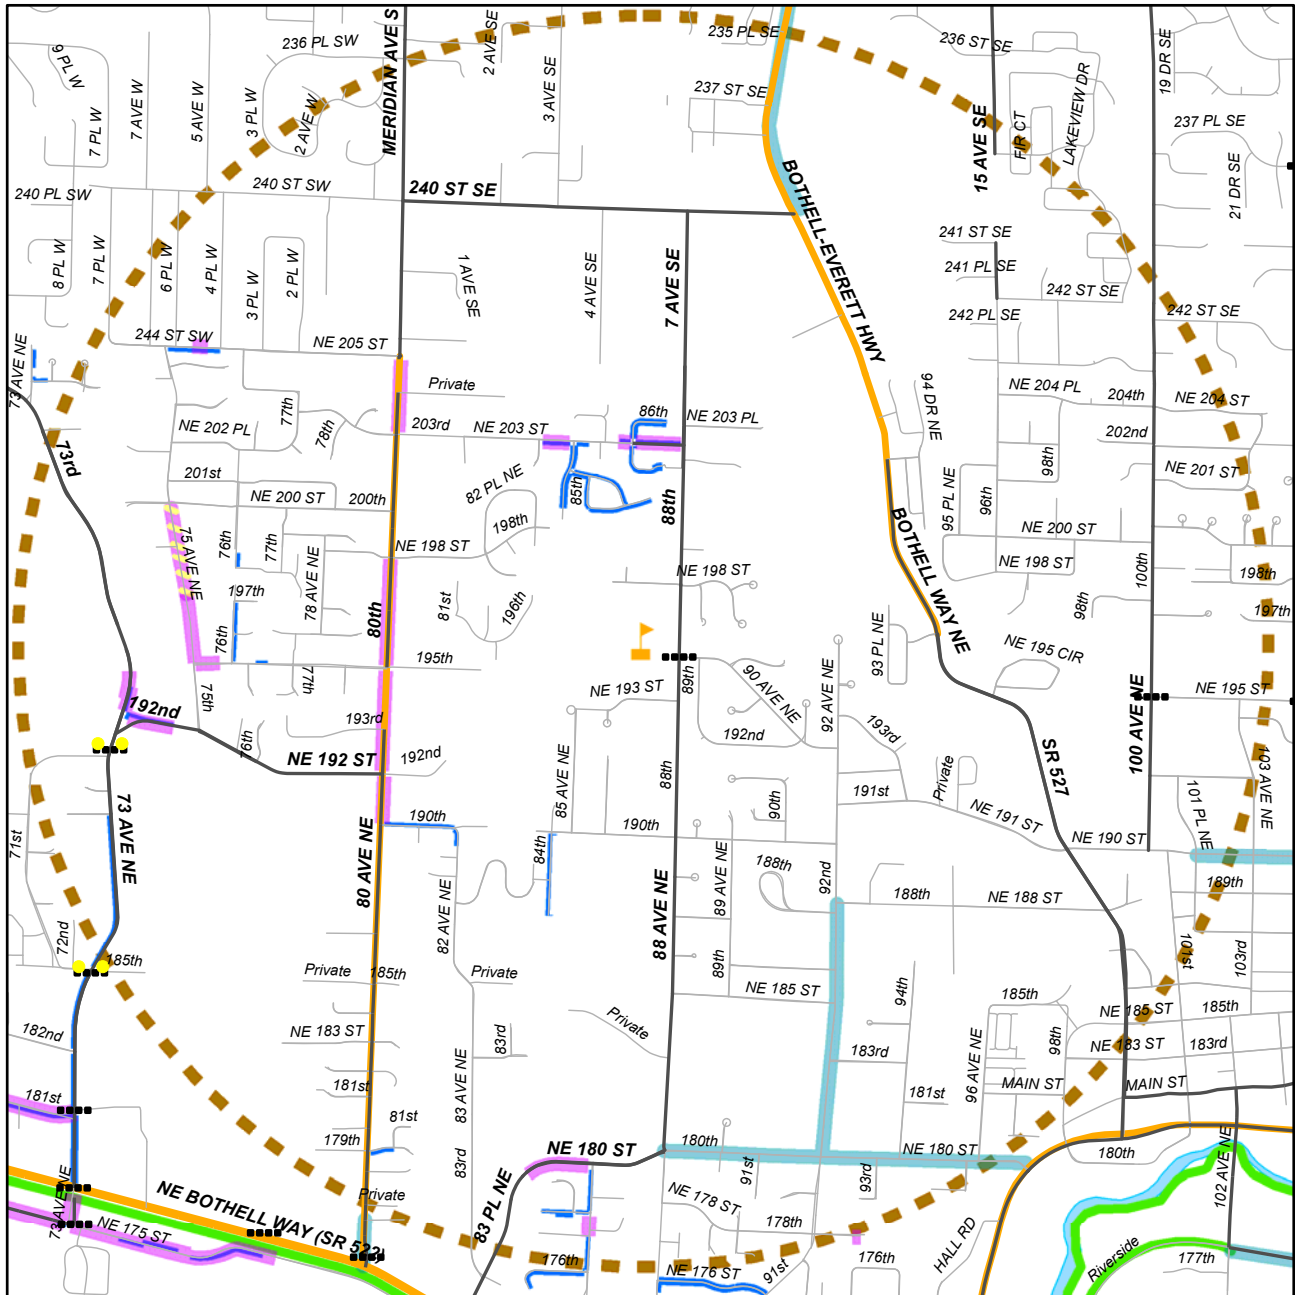 9 PL W
7 PL W
7 AVE W
5 AVE W
3 PL W
236 PL SW
2 AVE W
MERIDIAN AVE S
2 AVE SE
3 AVE SE
235 PL SE
237 ST SE
236 ST SE
15 AVE SE
FIR CT
LAKEVIEW DR
19 DR SE
237 PL SE
21 DR SE
240 PL SW
240 ST SW
240 ST SE
BOTHELL-EVERETT HWY
8 PL W
7 PL W
6 PL W
4 PL W
3 PL W
2 PL W
1 AVE SE
4 AVE SE
7 AVE SE
241 ST SE
241 PL SE
242 ST SE
242 PL SE
242 ST SE
244 ST SW
NE 205 ST
73 AVE NE
Private
94 DR NE
NE 204 PL
204th
NE 204 ST
77th
78th
NE 202 PL
203rd
NE 203 ST
86th
NE 203 PL
202nd
98th
NE 201 ST
73rd
201st
82 PL NE
85th
95 PL NE
96th
NE 200 ST
200th
198th
88th
BOTHELL WAY NE
NE 200 ST
75 AVE NE
76th
77th
NE 198 ST
NE 198 ST
NE 198 ST
100th
198th
78 AVE NE
197th
81st
196th
80th
98th
197th
76th
93 PL NE
NE 195 CIR
195th
77th
75th
NE 193 ST
89th
90 AVE NE
92 AVE NE
100 AVE NE
NE 195 ST
192nd
193rd
192nd
193rd
76th
NE 192 ST
192nd
85 AVE NE
88th
SR 527
103 AVE NE
Private
90th
191st
NE 191 ST
NE 190 ST
101 PL NE
73 AVE NE
71st
190th
190th
84th
80 AVE NE
89 AVE NE
188th
92nd
188th
NE 188 ST
189th
82 AVE NE
88 AVE NE
72nd
185th
Private
185th
Private
89th
NE 185 ST
94th
101st
103rd
185th
NE 185 ST
185th
182nd
NE 183 ST
83rd
Private
183rd
96 AVE NE
98th
NE 183 ST
183rd
181st
181st
83 AVE NE
181st
MAIN ST
MAIN ST
81st
179th
83rd
NE 180 ST
180th
NE 180 ST
180th
102 AVE NE
73 AVE NE
NE BOTHELL WAY (SR 522)
Private
83 PL NE
91st
93rd
NE 178 ST
178th
NE 175 ST
176th
NE 176 ST
91st
176th
HALL RD
Riverside
177th